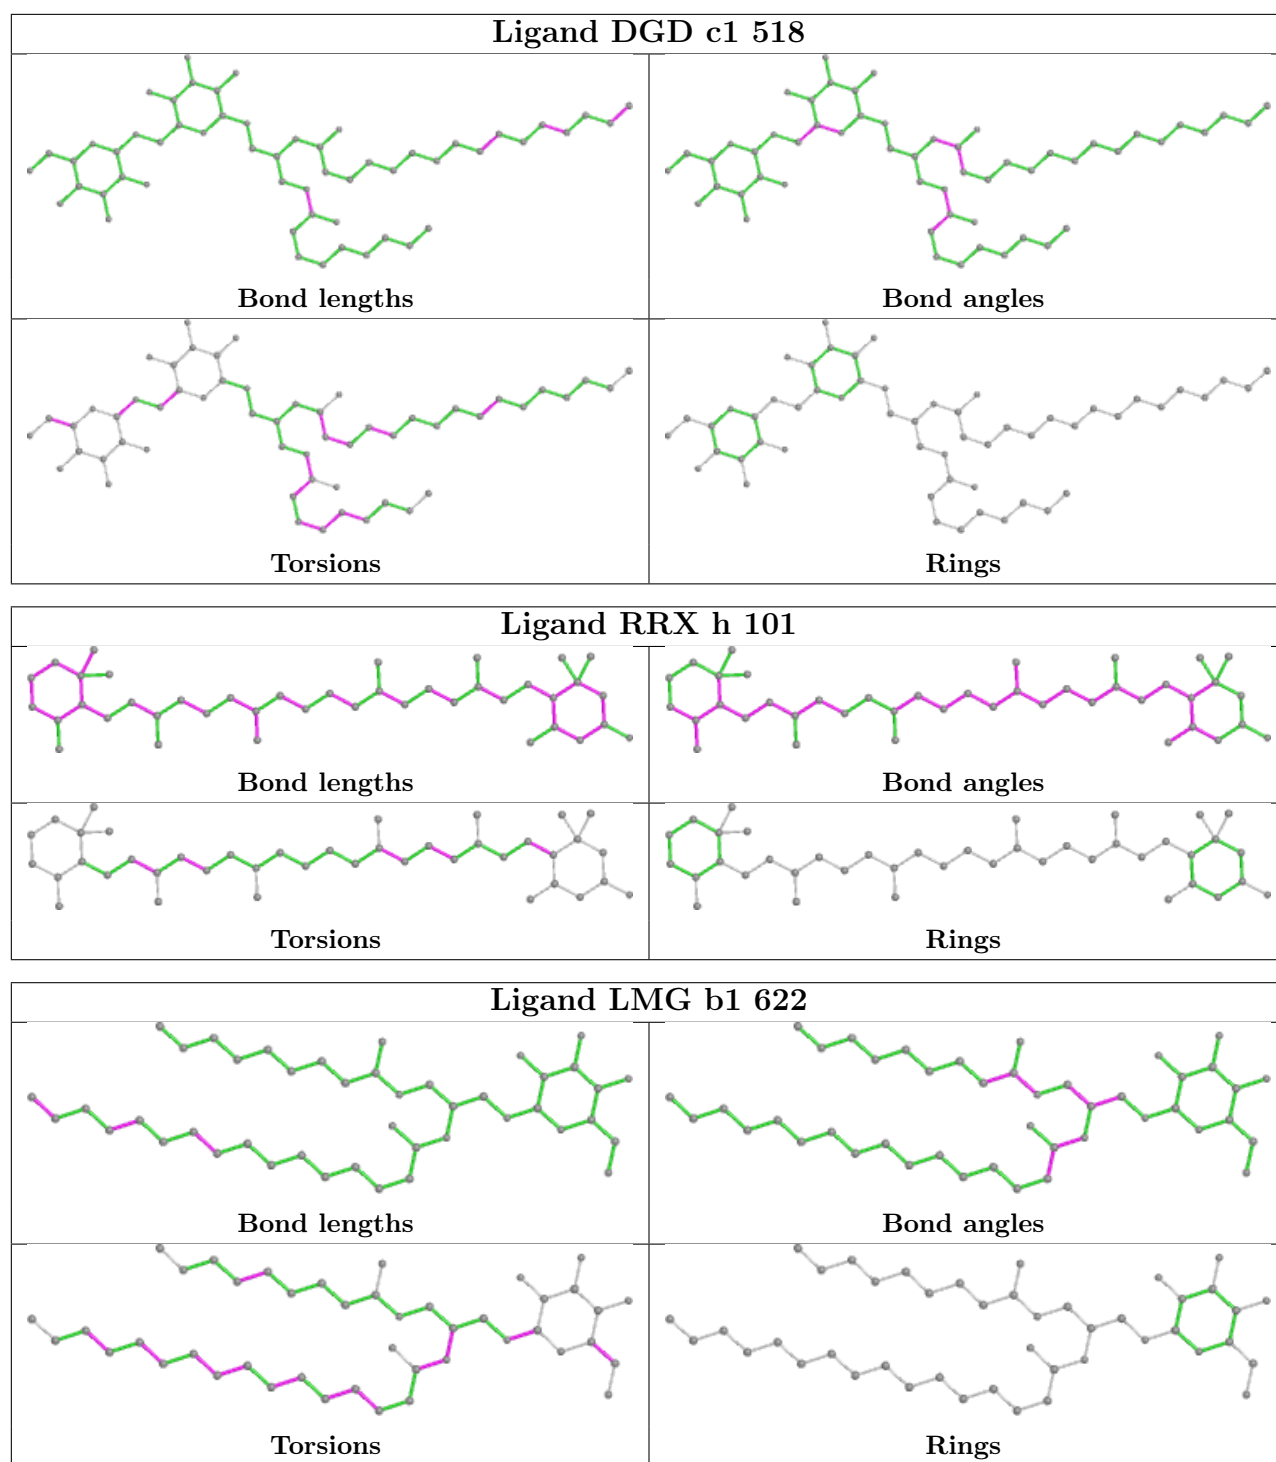 Ligand DGD c1 518
Bond lengths
Bond angles
Torsions
Rings
Ligand RRX h 101
Bond lengths
Bond angles
Torsions
Rings
Ligand LMG b1 622
Bond lengths
Bond angles
Torsions
Rings